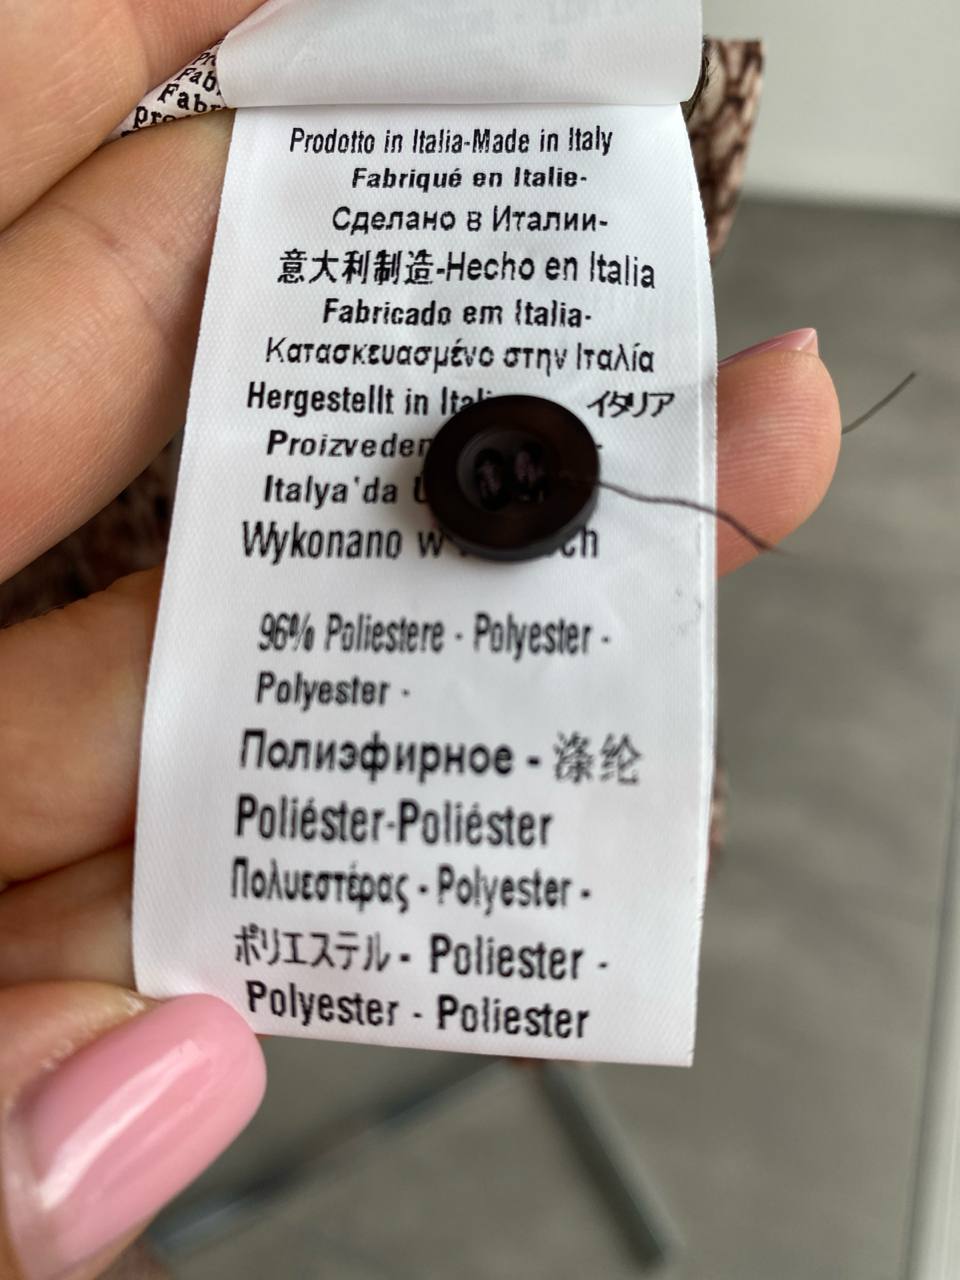 Fabr
Prodotto in Italia-Made in Italy
Fabriqué en Italie-
Сделано в Италии-
意大利制造-Hecho en Italia
Fabricado em Italia-
Κατασκευασμένο στην Ιταλία
Hergestellt in イタリア
Italya'da
Wykonano w
96% Poliestere - Polyester -
Polyester -
Полиэфирное - 涤纶
Poliéster-Poliéster
Πολυεστέρας - Polyester -
ポリエステル - Poliester -
Polyester - Poliester